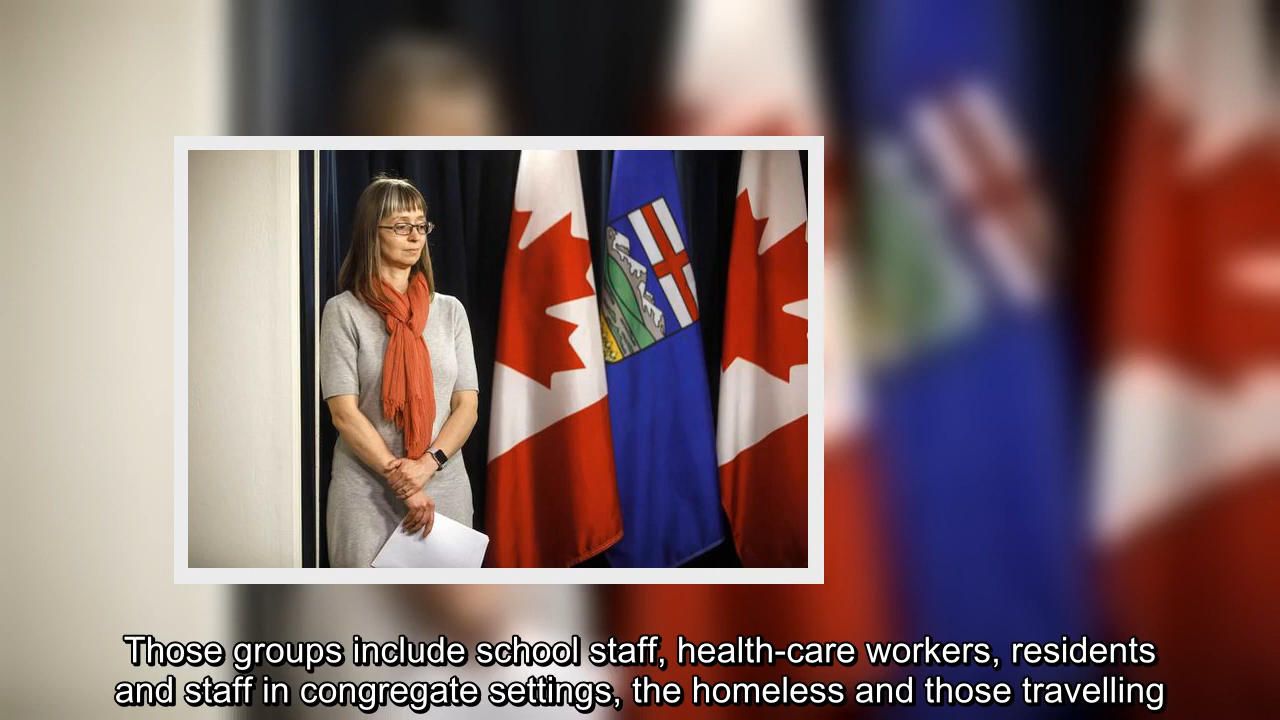 Those groups include school staff, health-care workers, residents
and staff in congregate settings, the homeless and those travelling